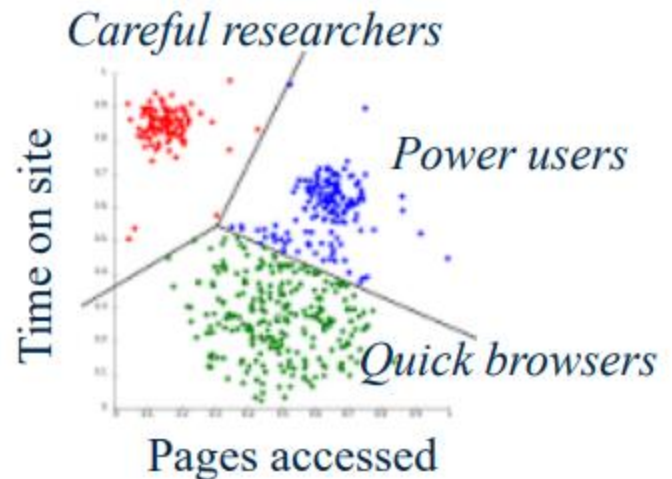 Careful researchers
Power users
Time on site
Quick browsers
Pages accessed